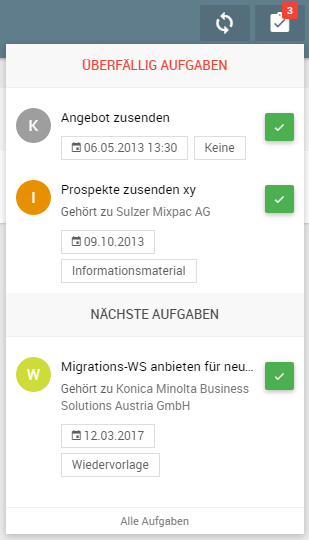 3
ÜBERFÄLLIG AUFGABEN
K
Angebot zusenden
06.05.2013 13:30
Keine
I
Prospekte zusenden xy
Gehört zu Sulzer Mixpac AG
09.10.2013
Informationsmaterial
NÄCHSTE AUFGABEN
W
Migrations-WS anbieten für neu...
Gehört zu Konica Minolta Business
Solutions Austria GmbH
12.03.2017
Wiedervorlage
Alle Aufgaben